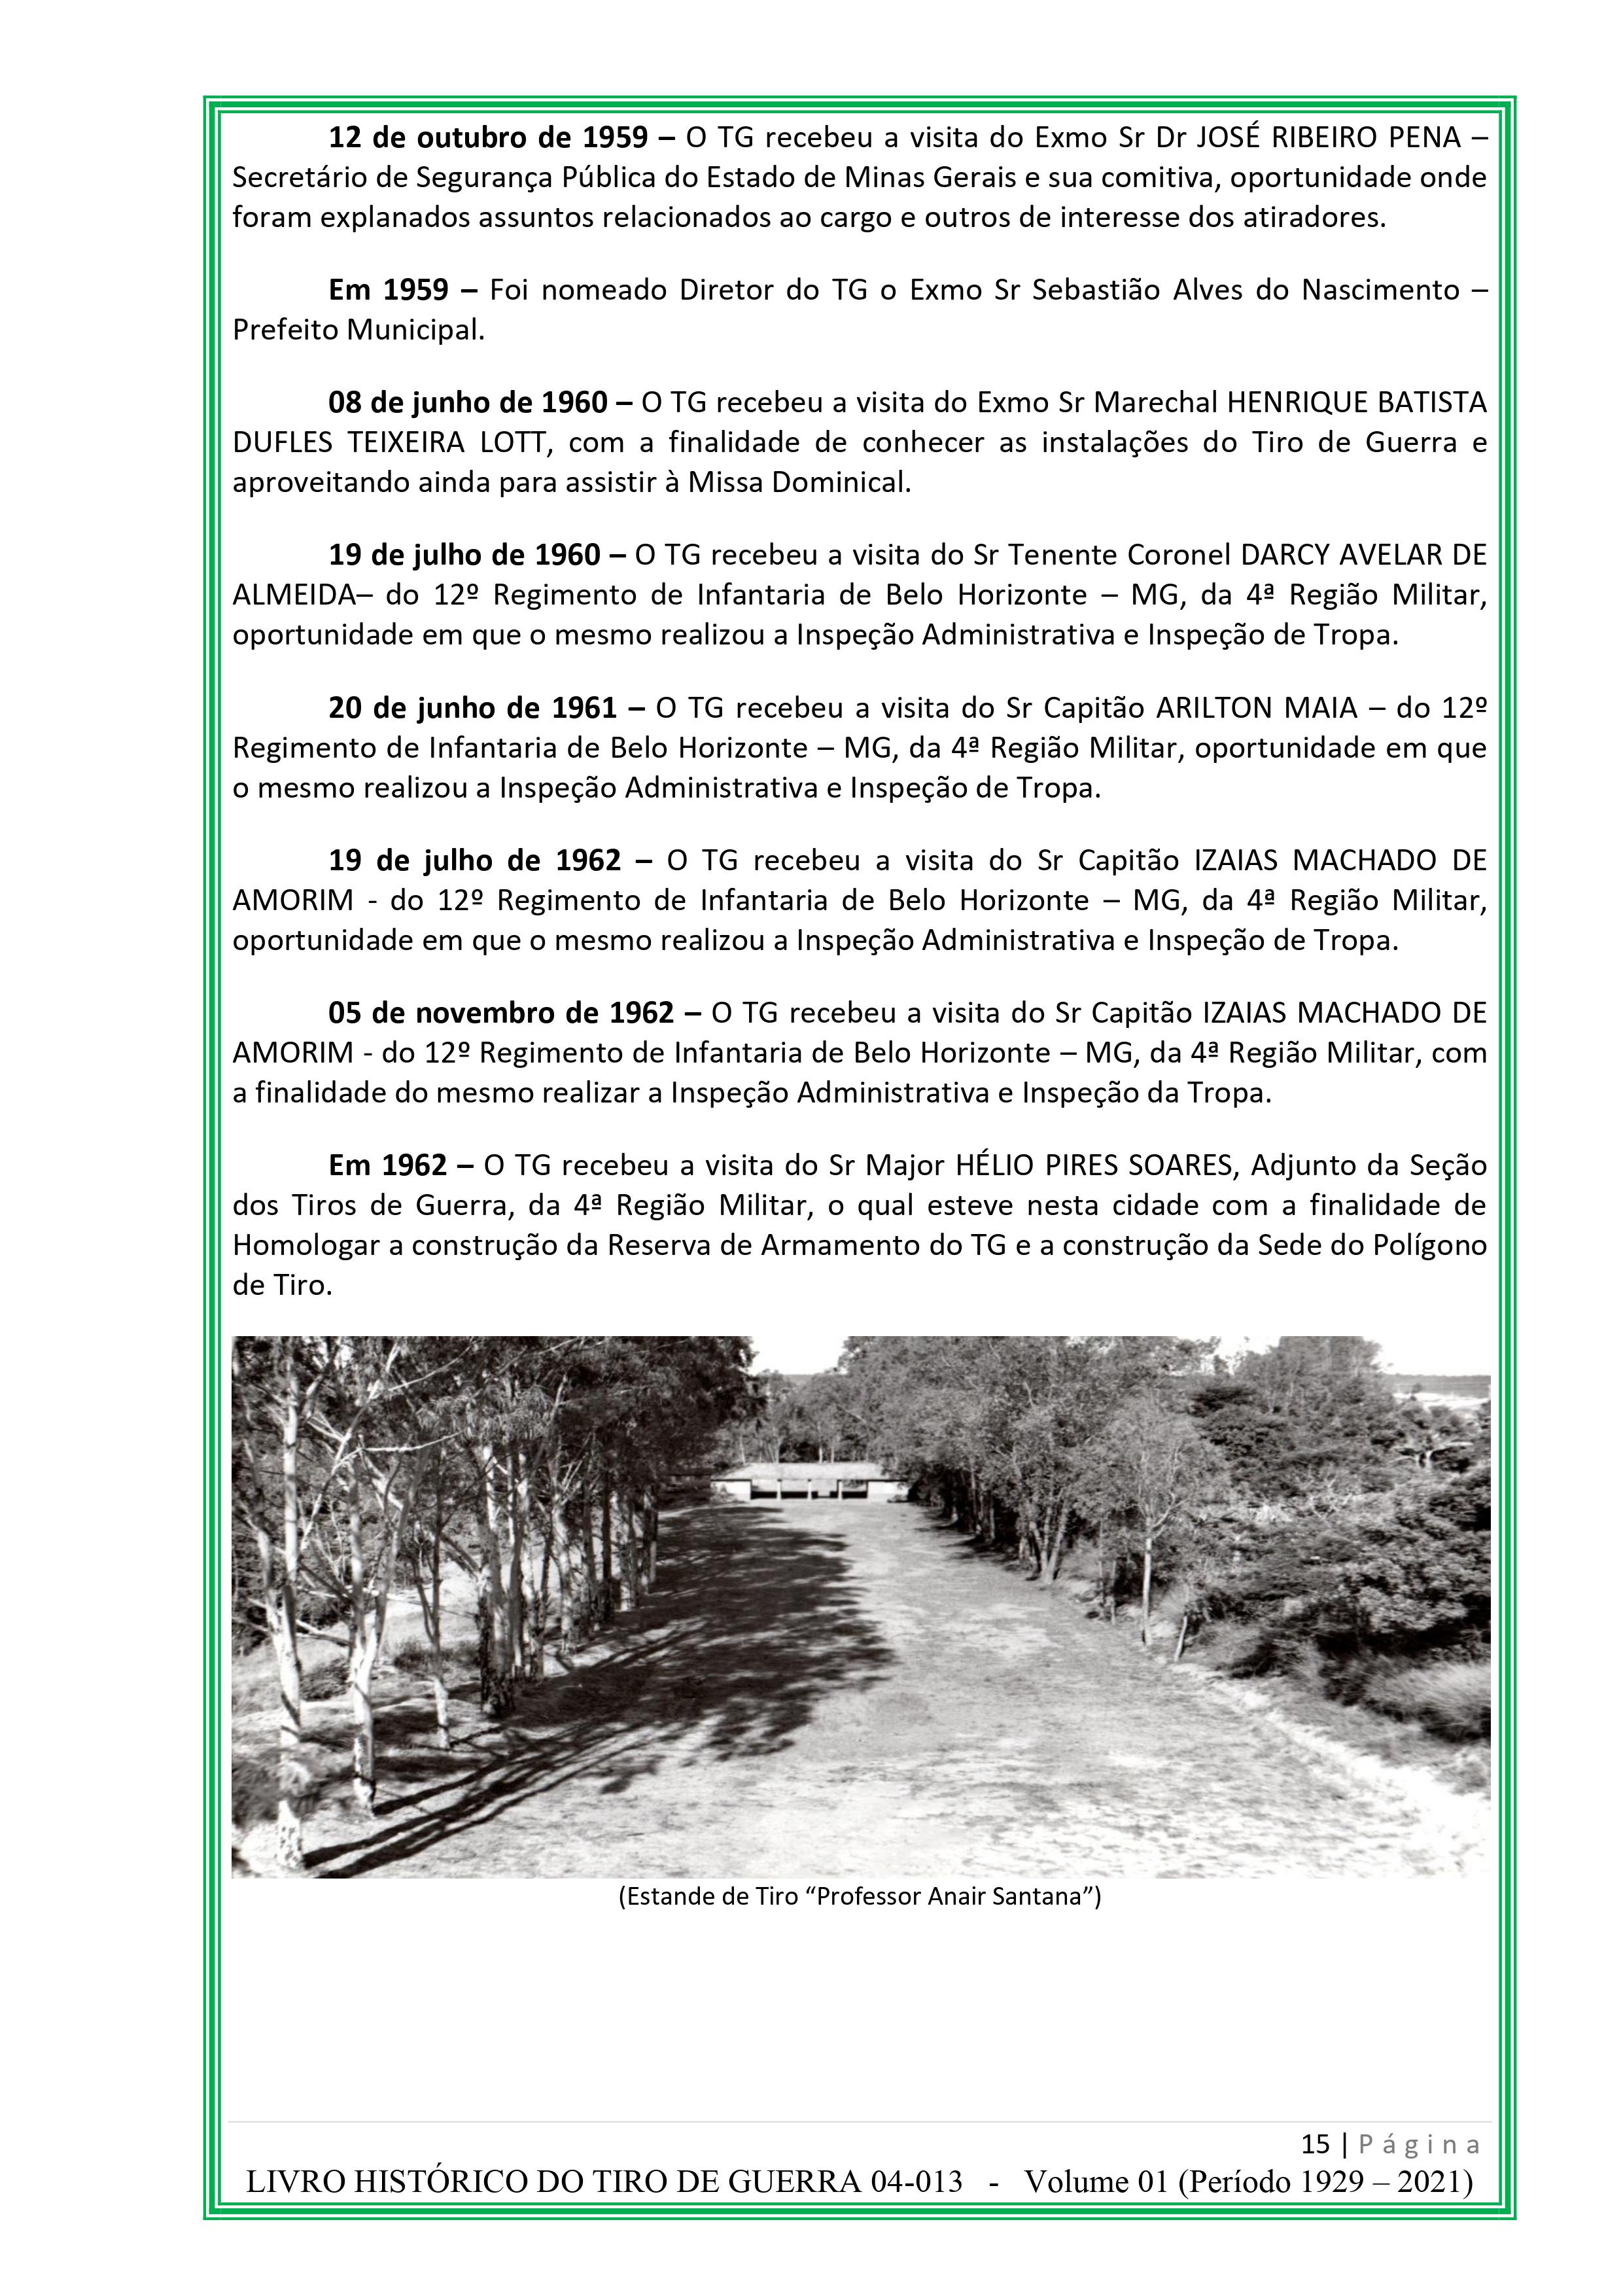 12 de outubro de 1959 – O TG recebeu a visita do Exmo Sr Dr JOSÉ RIBEIRO PENA –
Secretário de Segurança Pública do Estado de Minas Gerais e sua comitiva, oportunidade onde
foram explanados assuntos relacionados ao cargo e outros de interesse dos atiradores.
Em 1959 – Foi nomeado Diretor do TG o Exmo Sr Sebastião Alves do Nascimento –
Prefeito Municipal.
08 de junho de 1960 – O TG recebeu a visita do Exmo Sr Marechal HENRIQUE BATISTA
DUFLES TEIXEIRA LOTT, com a finalidade de conhecer as instalações do Tiro de Guerra e
aproveitando ainda para assistir à Missa Dominical.
19 de julho de 1960 – O TG recebeu a visita do Sr Tenente Coronel DARCY AVELAR DE
ALMEIDA– do 12º Regimento de Infantaria de Belo Horizonte – MG, da 4ª Região Militar,
oportunidade em que o mesmo realizou a Inspeção Administrativa e Inspeção de Tropa.
20 de junho de 1961 – O TG recebeu a visita do Sr Capitão ARILTON MAIA – do 12º
Regimento de Infantaria de Belo Horizonte – MG, da 4ª Região Militar, oportunidade em que
o mesmo realizou a Inspeção Administrativa e Inspeção de Tropa.
19 de julho de 1962 – O TG recebeu a visita do Sr Capitão IZAIAS MACHADO DE
AMORIM - do 12º Regimento de Infantaria de Belo Horizonte – MG, da 4ª Região Militar,
oportunidade em que o mesmo realizou a Inspeção Administrativa e Inspeção de Tropa.
05 de novembro de 1962 – O TG recebeu a visita do Sr Capitão IZAIAS MACHADO DE
AMORIM - do 12º Regimento de Infantaria de Belo Horizonte – MG, da 4ª Região Militar, com
a finalidade do mesmo realizar a Inspeção Administrativa e Inspeção da Tropa.
Em 1962 – O TG recebeu a visita do Sr Major HÉLIO PIRES SOARES, Adjunto da Seção
dos Tiros de Guerra, da 4ª Região Militar, o qual esteve nesta cidade com a finalidade de
Homologar a construção da Reserva de Armamento do TG e a construção da Sede do Polígono
de Tiro.
(Estande de Tiro “Professor Anair Santana”)
15 | Página
LIVRO HISTÓRICO DO TIRO DE GUERRA 04-013 - Volume 01 (Período 1929 – 2021)